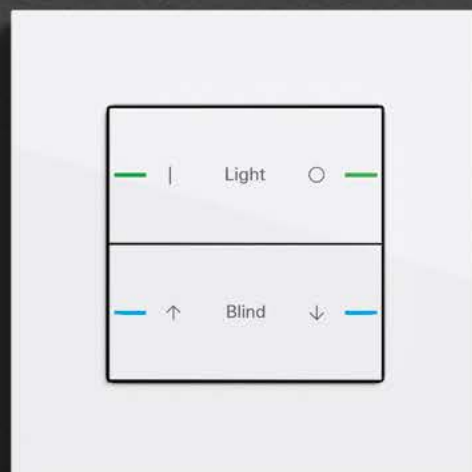 | Light ○
↑ Blind ↓